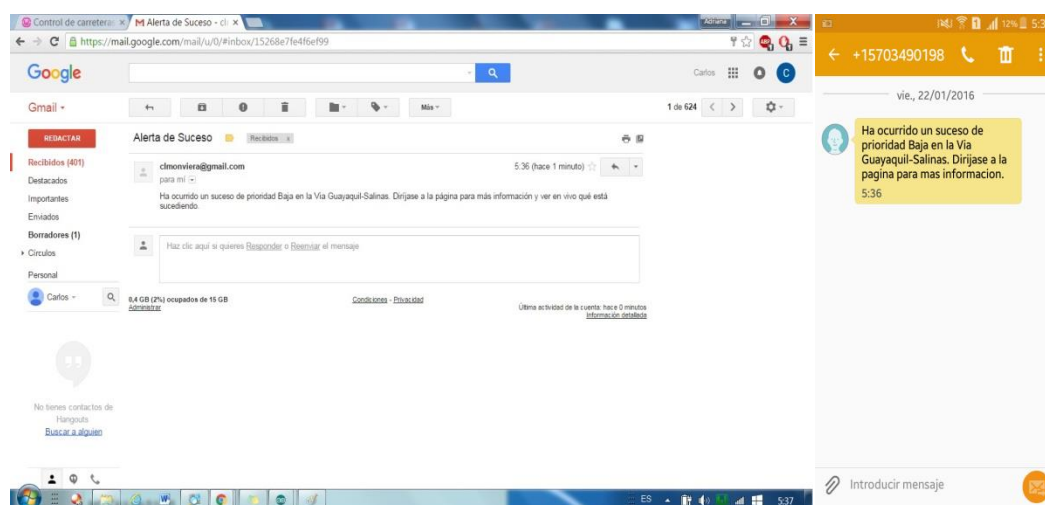 Control de carreteras
Alerta de Suceso - cl
Adriana
https://mail.google.com/mail/u/0/#inbox/15268e7fe4f6ef99
Google
Carlos
C
Gmail
Más
1 de 624
REDACTAR
Recibidos (401)
Destacados
Importantes
Enviados
Borradores (1)
Círculos
Personal
Carlos
No tienes contactos de
Hangouts
Buscar a alguien
Alerta de Suceso
Recibidos x
clmonviera@gmail.com
5:36 (hace 1 minuto)
para mí
Ha ocurrido un suceso de prioridad Baja en la Via Guayaquil-Salinas. Diríjase a la página para más información y ver en vivo qué está
sucediendo.
Haz clic aquí si quieres Responder o Reenviar el mensaje
0,4 GB (2%) ocupados de 15 GB
Administrar
Condiciones - Privacidad
Última actividad de la cuenta: hace 0 minutos
Información detallada
ES
5:37
12%
+15703490198
vie., 22/01/2016
Ha ocurrido un suceso de
prioridad Baja en la Via
Guayaquil-Salinas. Dirijase a la
pagina para mas informacion.
5:36
Introducir mensaje